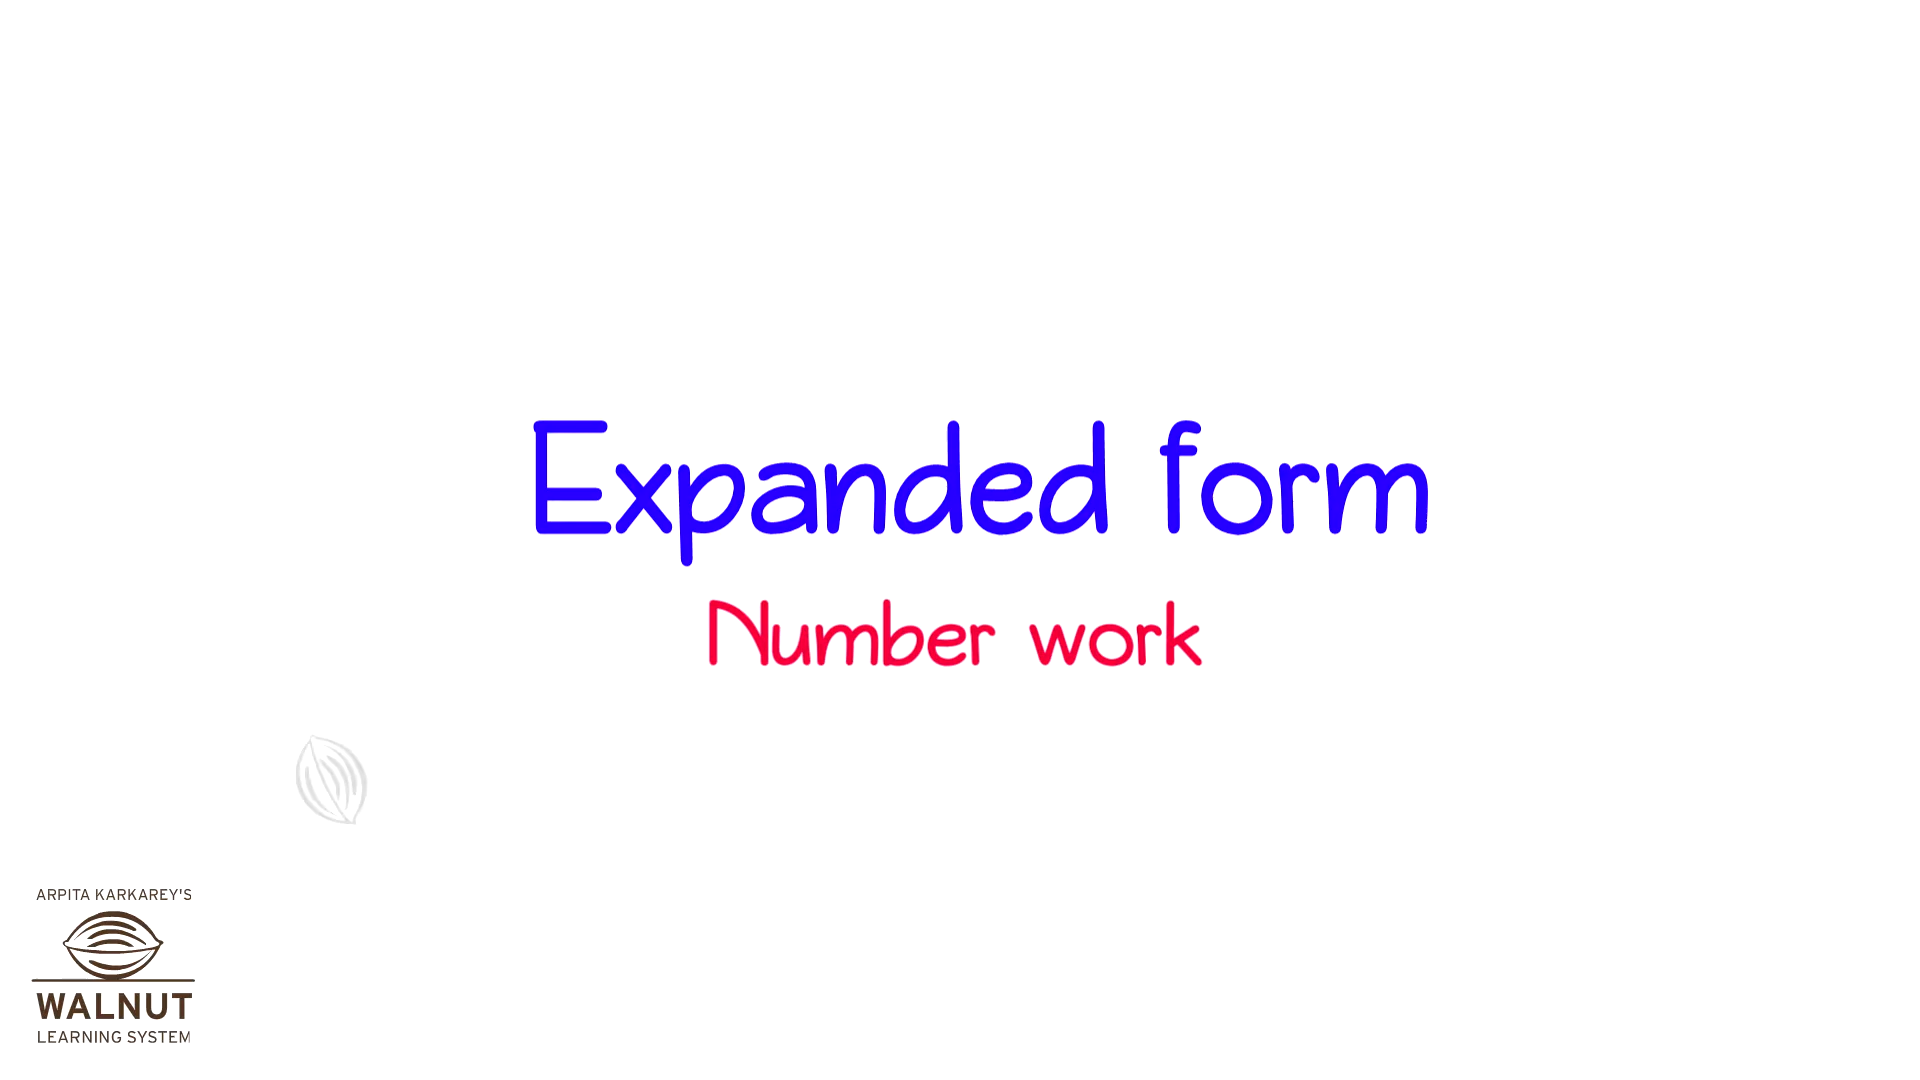 Expanded form
Number work
ARPITA KARKAREY'S
WALNUT
LEARNING SYSTEM